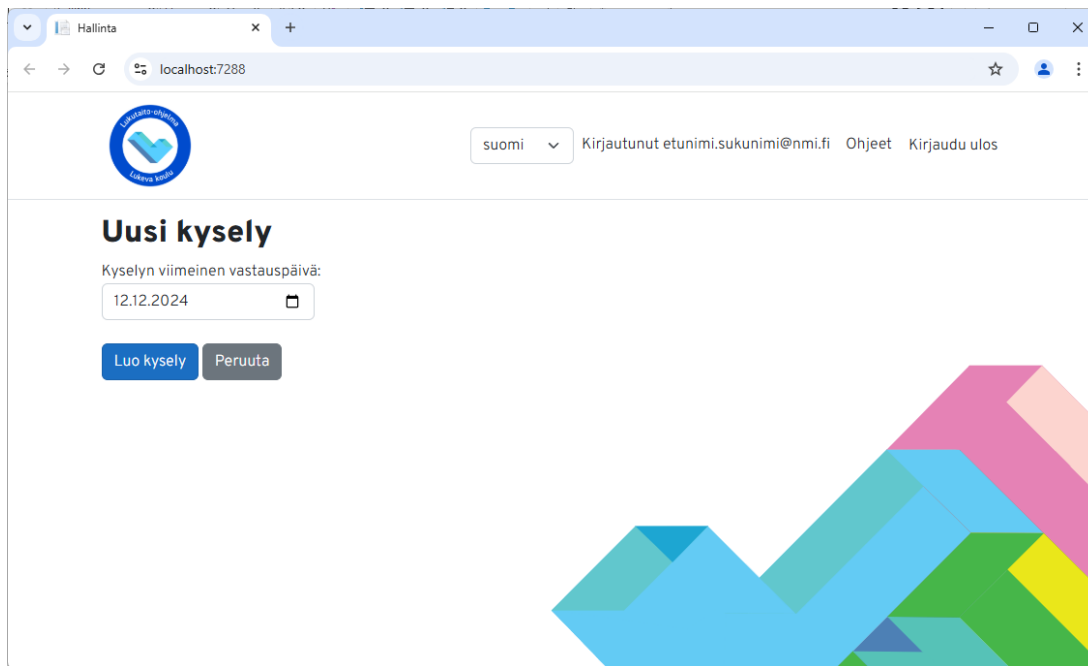 Hallinta
localhost:7288
Lukutaito-ohjelma
Lukeva koulu
suomi
Kirjautunut etunimi.sukunimi@nmi.fi
Ohjeet
Kirjaudu ulos
Uusi kysely
Kyselyn viimeinen vastauspäivä:
12.12.2024
Luo kysely
Peruuta